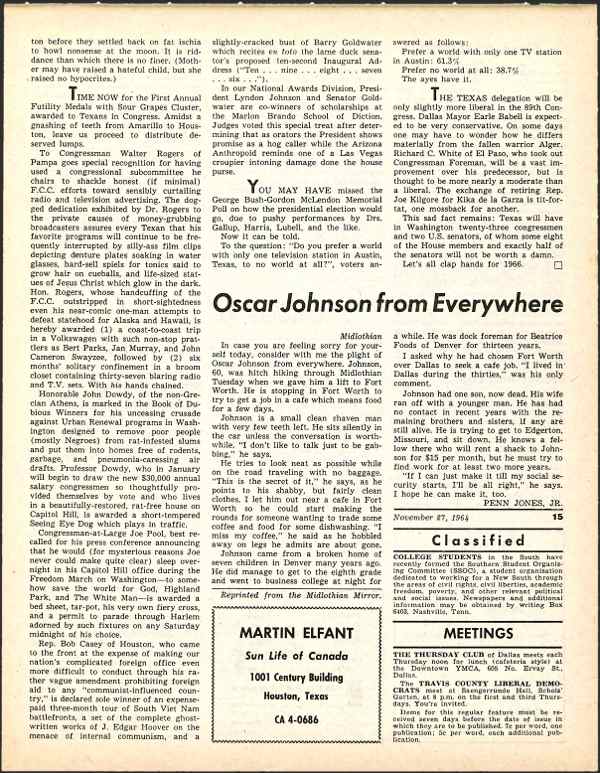 ton before they settled back on fat ischia
to howl nonsense at the moon. It is rid-
dance than which there is no finer. (Moth-
er may have raised a hateful child, but she
raised no hypocrites.)
TIME NOW for the First Annual
Futility Medals with Sour Grapes Cluster,
awarded to Texans in Congress. Amidst a
gnashing of teeth from Amarillo to Hous-
ton, leave us proceed to distribute de-
served lumps.
To Congressman Walter Rogers of
Pampa goes special recognition for having
used a congressional subcommittee he
chairs to shackle honest (if minimal)
F.C.C. efforts toward sensibly curtailing
radio and television advertising. The dog-
ged dedication exhibited by Dr. Rogers to
the private causes of money-grubbing
broadcasters assures every Texan that his
favorite programs will continue to be fre-
quently interrupted by silly-ass film clips
depicting denture plates soaking in water
glasses, hard-sell spiels for tonics said to
grow hair on cueballs, and life-sized stat-
ues of Jesus Christ which glow in the dark.
Hon. Rogers, whose handcuffing of the
F.C.C. outstripped in short-sightedness
even his near-comic one-man attempts to
defeat statehood for Alaska and Hawaii, is
hereby awarded (1) a coast-to-coast trip
in a Volkswagen with such non-stop prat-
tlers as Bert Parks, Jan Murray, and John
Cameron Swayzee, followed by (2) six
months' solitary confinement in a broom
closet containing thirty-seven blaring radio
and T.V. sets. With his hands chained.
Honorable John Dowdy, of the non-Gre-
cian Athens, is marked in the Book of Du-
bious Winners for his unceasing crusade
against Urban Renewal programs in Wash-
ington designed to remove poor people
(mostly Negroes) from rat-infested slums
and put them into homes free of rodents,
garbage, and pneumonia-caressing air
drafts. Professor Dowdy, who in January
will begin to draw the new $30,000 annual
salary congressmen so thoughtfully pro-
vided themselves by vote and who lives
in a beautifully-restored, rat-free house on
Capitol Hill, is awarded a short-tempered
Seeing Eye Dog which plays in traffic.
Congressman-at-Large Joe Pool, best re-
called for his press conference announcing
that he would (for mysterious reasons Joe
never could make quite clear) sleep over-
night in his Capitol Hill office during the
Freedom March on Washington—to some-
how save the world for God, Highland
Park, and The White Man—is awarded a
bed sheet, tar-pot, his very own fiery cross,
and a permit to parade through Harlem
adorned by such fixtures on any Saturday
midnight of his choice.
Rep. Bob Casey of Houston, who came
to the front at the expense of making our
nation's complicated foreign office even
more difficult to conduct through his ra-
ther vague amendment prohibiting foreign
aid to any "communist-influenced coun-
try," is declared sole winner of an expense-
paid three-month tour of South Viet Nam
battlefronts, a set of the complete ghost-
written works of J. Edgar Hoover on the
menace of internal communism, and a
slightly-cracked bust of Barry Goldwater
which recites en toto the lame duck sena-
tor's proposed ten-second Inaugural Ad-
dress ("Ten . . . nine . . . eight . . . seven
. . . six . . .").
In our National Awards Division, Presi-
dent Lyndon Johnson and Senator Gold-
water are co-winners of scholarships at
the Marlon Brando School of Diction.
Judges voted this special treat after deter-
mining that as orators the President shows
promise as a hog caller while the Arizona
Anthropoid reminds one of a Las Vegas
croupier intoning damage done the house
purse.
YOU MAY HAVE missed the
George Bush-Gordon McLendon Memorial
Poll on how the presidential election would
go, due to pushy performances by Drs.
Gallup, Harris, Lubell, and the like.
Now it can be told.
To the question: "Do you prefer a world
with only one television station in Austin,
Texas, to no world at all?", voters an-
swered as follows:
Prefer a world with only one TV station
in Austin: 61.3%
Prefer no world at all: 38.7%
The ayes have it.
THE TEXAS delegation will be
only slightly more liberal in the 89th Con-
gress. Dallas Mayor Earle Cabell is expect-
ed to be very conservative. On some days
one may have to wonder how he differs
materially from the fallen warrior Alger.
Richard C. White of El Paso, who took out
Congressman Foreman, will be a vast im-
provement over his predecessor, but is
thought to be more nearly a moderate than
a liberal. The exchange of retiring Rep.
Joe Kilgore for Kika de la Garza is tit-for-
tat, one mossback for another.
This sad fact remains: Texas will have
in Washington twenty-three congressmen
and two U.S. senators, of whom some eight
of the House members and exactly half of
the senators will not be worth a damn.
Let's all clap hands for 1966. □
Oscar Johnson from Everywhere
Midlothian
In case you are feeling sorry for your-
self today, consider with me the plight of
Oscar Johnson from everywhere. Johnson,
60, was hitch hiking through Midlothian
Tuesday when we gave him a lift to Fort
Worth. He is stopping in Fort Worth to
try to get a job in a cafe which means food
for a few days.
Johnson is a small clean shaven man
with very few teeth left. He sits silently in
the car unless the conversation is worth-
while. "I don't like to talk just to be gab-
bing," he says.
He tries to look neat as possible while
on the road traveling with no baggage.
"This is the secret of it," he says, as he
points to his shabby, but fairly clean
clothes. I let him out near a cafe in Fort
Worth so he could start making the
rounds for someone wanting to trade some
coffee and food for some dishwashing. "I
miss my coffee," he said as he hobbled
away on legs he admits are about gone.
Johnson came from a broken home of
seven children in Denver many years ago.
He did manage to get to the eighth grade
and went to business college at night for
Reprinted from the Midlothian Mirror.
a while. He was dock foreman for Beatrice
Foods of Denver for thirteen years.
I asked why he had chosen Fort Worth
over Dallas to seek a cafe job. "I lived in
Dallas during the thirties," was his only
comment.
Johnson had one son, now dead. His wife
ran off with a younger man. He has had
no contact in recent years with the re-
maining brothers and sisters, if any are
still alive. He is trying to get to Edgerton,
Missouri, and sit down. He knows a fel-
low there who will rent a shack to John-
son for $15 per month, but he must try to
find work for at least two more years.
"If I can just make it till my social se-
curity starts, I'll be all right," he says.
I hope he can make it, too.
PENN JONES, JR.
November 27, 1964 15
MARTIN ELFANT
Sun Life of Canada
1001 Century Building
Houston, Texas
CA 4-0686
Classified
COLLEGE STUDENTS in the South have
recently formed the Southern Student Organiz-
ing Committee (SSOC), a student organization
dedicated to working for a New South through
the areas of civil rights, civil liberties, academic
freedom, poverty, and other relevant political
and social issues. Newspapers and additional
information may be obtained by writing Box
6403, Nashville, Tenn.
MEETINGS
THE THURSDAY CLUB of Dallas meets each
Thursday noon for lunch (cafeteria style) at
the Downtown YMCA, 605 No. Ervay St.,
Dallas.
The TRAVIS COUNTY LIBERAL DEMO-
CRATS meet at Saengerrunde Hall, Scholz'
Garten, at 8 p.m. on the first and third Thurs-
days. You're invited.
Items for this regular feature must be re-
ceived seven days before the date of issue in
which they are to be published. 7c per word, one
publication; 5c per word, each additional pub-
lication.